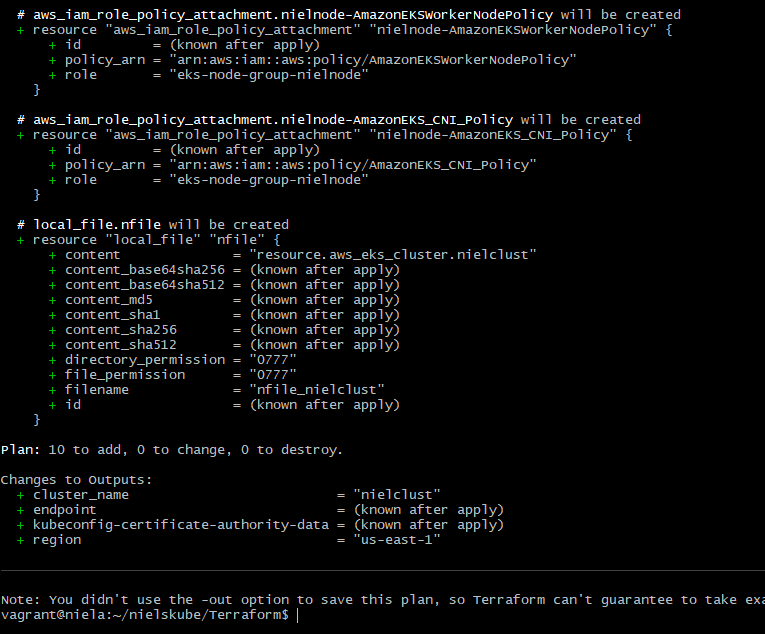 # aws_iam_role_policy_attachment.nielnode-AmazonEKSWorkerNodePolicy will be created
+ resource "aws_iam_role_policy_attachment" "nielnode-AmazonEKSWorkerNodePolicy" {
+ id = (known after apply)
+ policy_arn = "arn:aws:iam::aws:policy/AmazonEKSWorkerNodePolicy"
+ role = "eks-node-group-nielnode"
}
# aws_iam_role_policy_attachment.nielnode-AmazonEKS_CNI_Policy will be created
+ resource "aws_iam_role_policy_attachment" "nielnode-AmazonEKS_CNI_Policy" {
+ id = (known after apply)
+ policy_arn = "arn:aws:iam::aws:policy/AmazonEKS_CNI_Policy"
+ role = "eks-node-group-nielnode"
}
# local_file.nfile will be created
+ resource "local_file" "nfile" {
+ content = "resource.aws_eks_cluster.nielclust"
+ content_base64sha256 = (known after apply)
+ content_base64sha512 = (known after apply)
+ content_md5 = (known after apply)
+ content_sha1 = (known after apply)
+ content_sha256 = (known after apply)
+ content_sha512 = (known after apply)
+ directory_permission = "0777"
+ file_permission = "0777"
+ filename = "nfile_nielclust"
+ id = (known after apply)
}
Plan: 10 to add, 0 to change, 0 to destroy.
Changes to Outputs:
+ cluster_name = "nielclust"
+ endpoint = (known after apply)
+ kubeconfig-certificate-authority-data = (known after apply)
+ region = "us-east-1"
Note: You didn't use the -out option to save this plan, so Terraform can't guarantee to take exa
vagrant@niela:~/nielskube/Terraform$